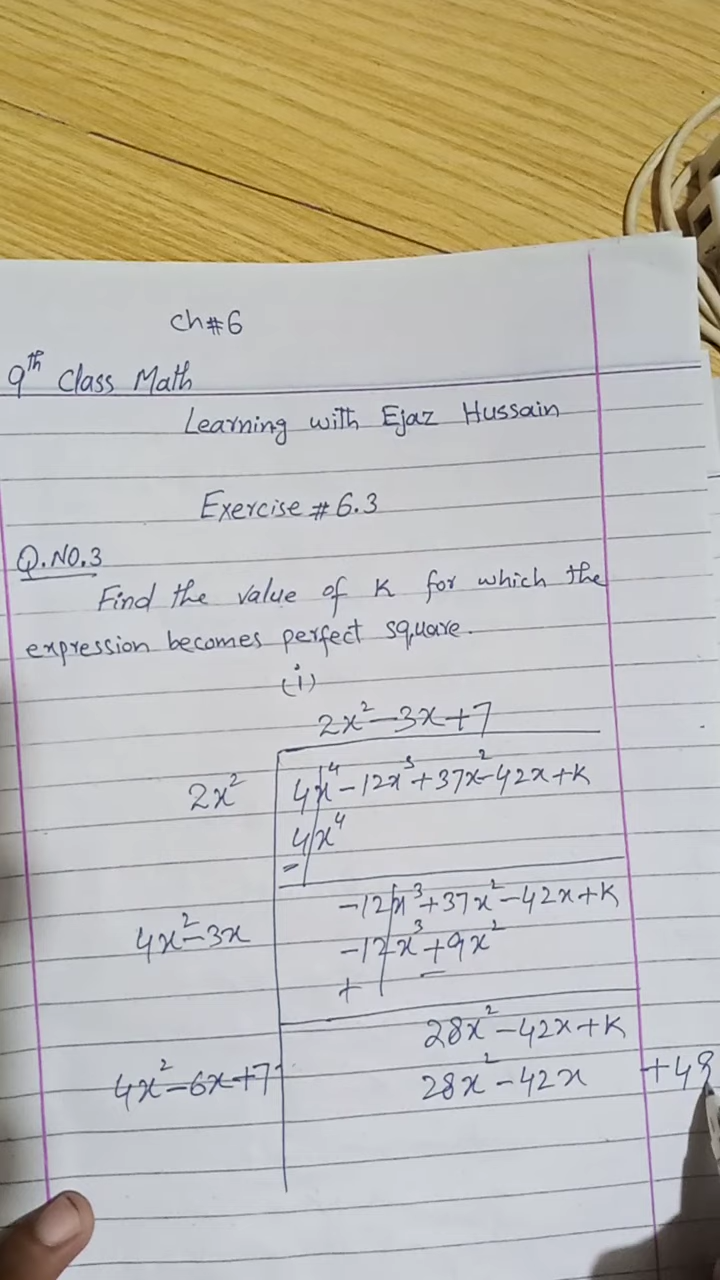 Ch#6
9th Class Math
Learning with Ejaz Hussain
Exercise # 6.3
Q.NO.3
Find the value of K for which the
expression becomes perfect square.
(i)
2x²-3x+7
2x² 4x⁴-12x³+37x²-42x+K
4x⁴
-
-12x³+37x²-42x+K
4x²-3x -12x³+9x²
+ -
28x²-42x+K
4x²-6x+7 28x²-42x +49